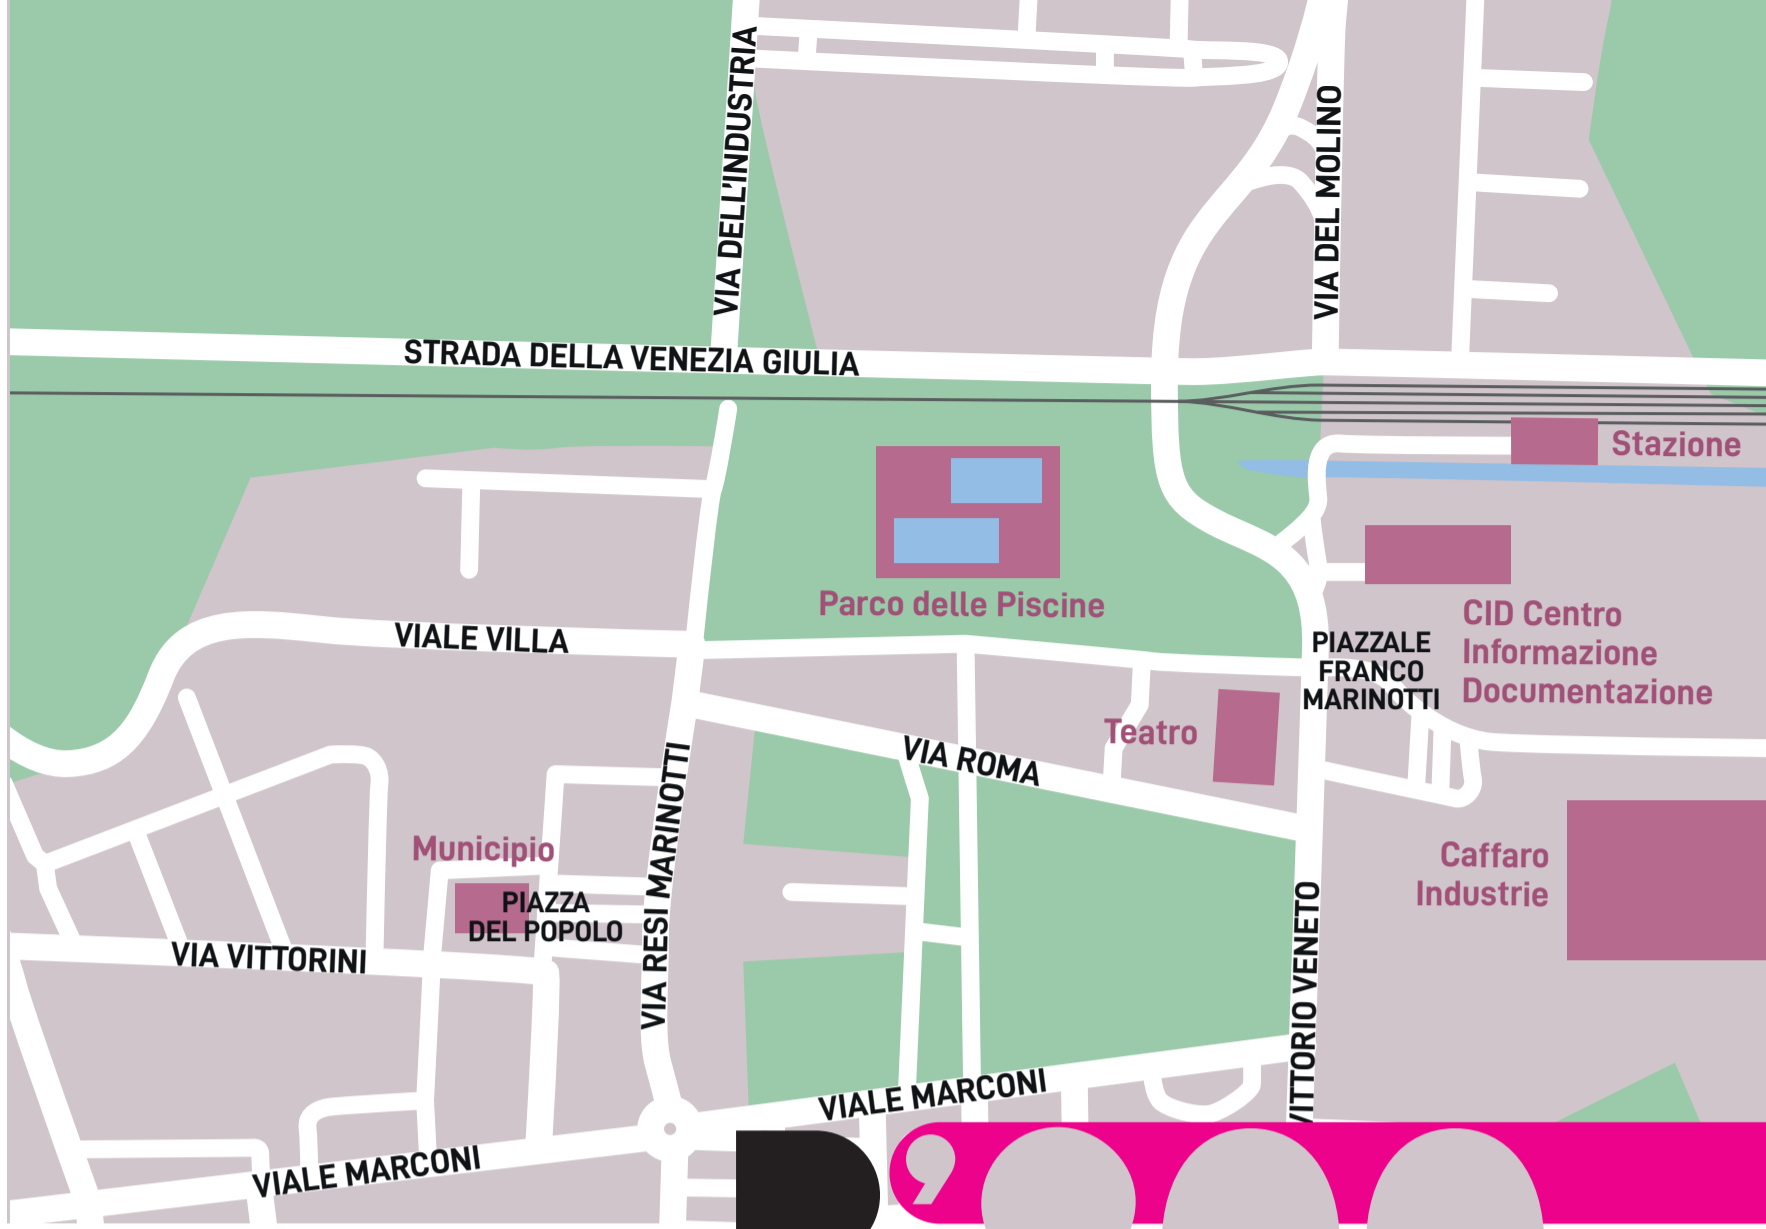 VIA DELL'INDUSTRIA
VIA DEL MOLINO
STRADA DELLA VENEZIA GIULIA
Stazione
Parco delle Piscine
CID Centro
Informazione
Documentazione
VIALE VILLA
PIAZZALE
FRANCO
MARINOTTI
Teatro
VIA ROMA
VIA RESI MARINOTTI
Municipio
PIAZZA
DEL POPOLO
Caffaro
Industrie
VIA VITTORINI
VITTORIO VENETO
VIALE MARCONI
VIALE MARCONI
9